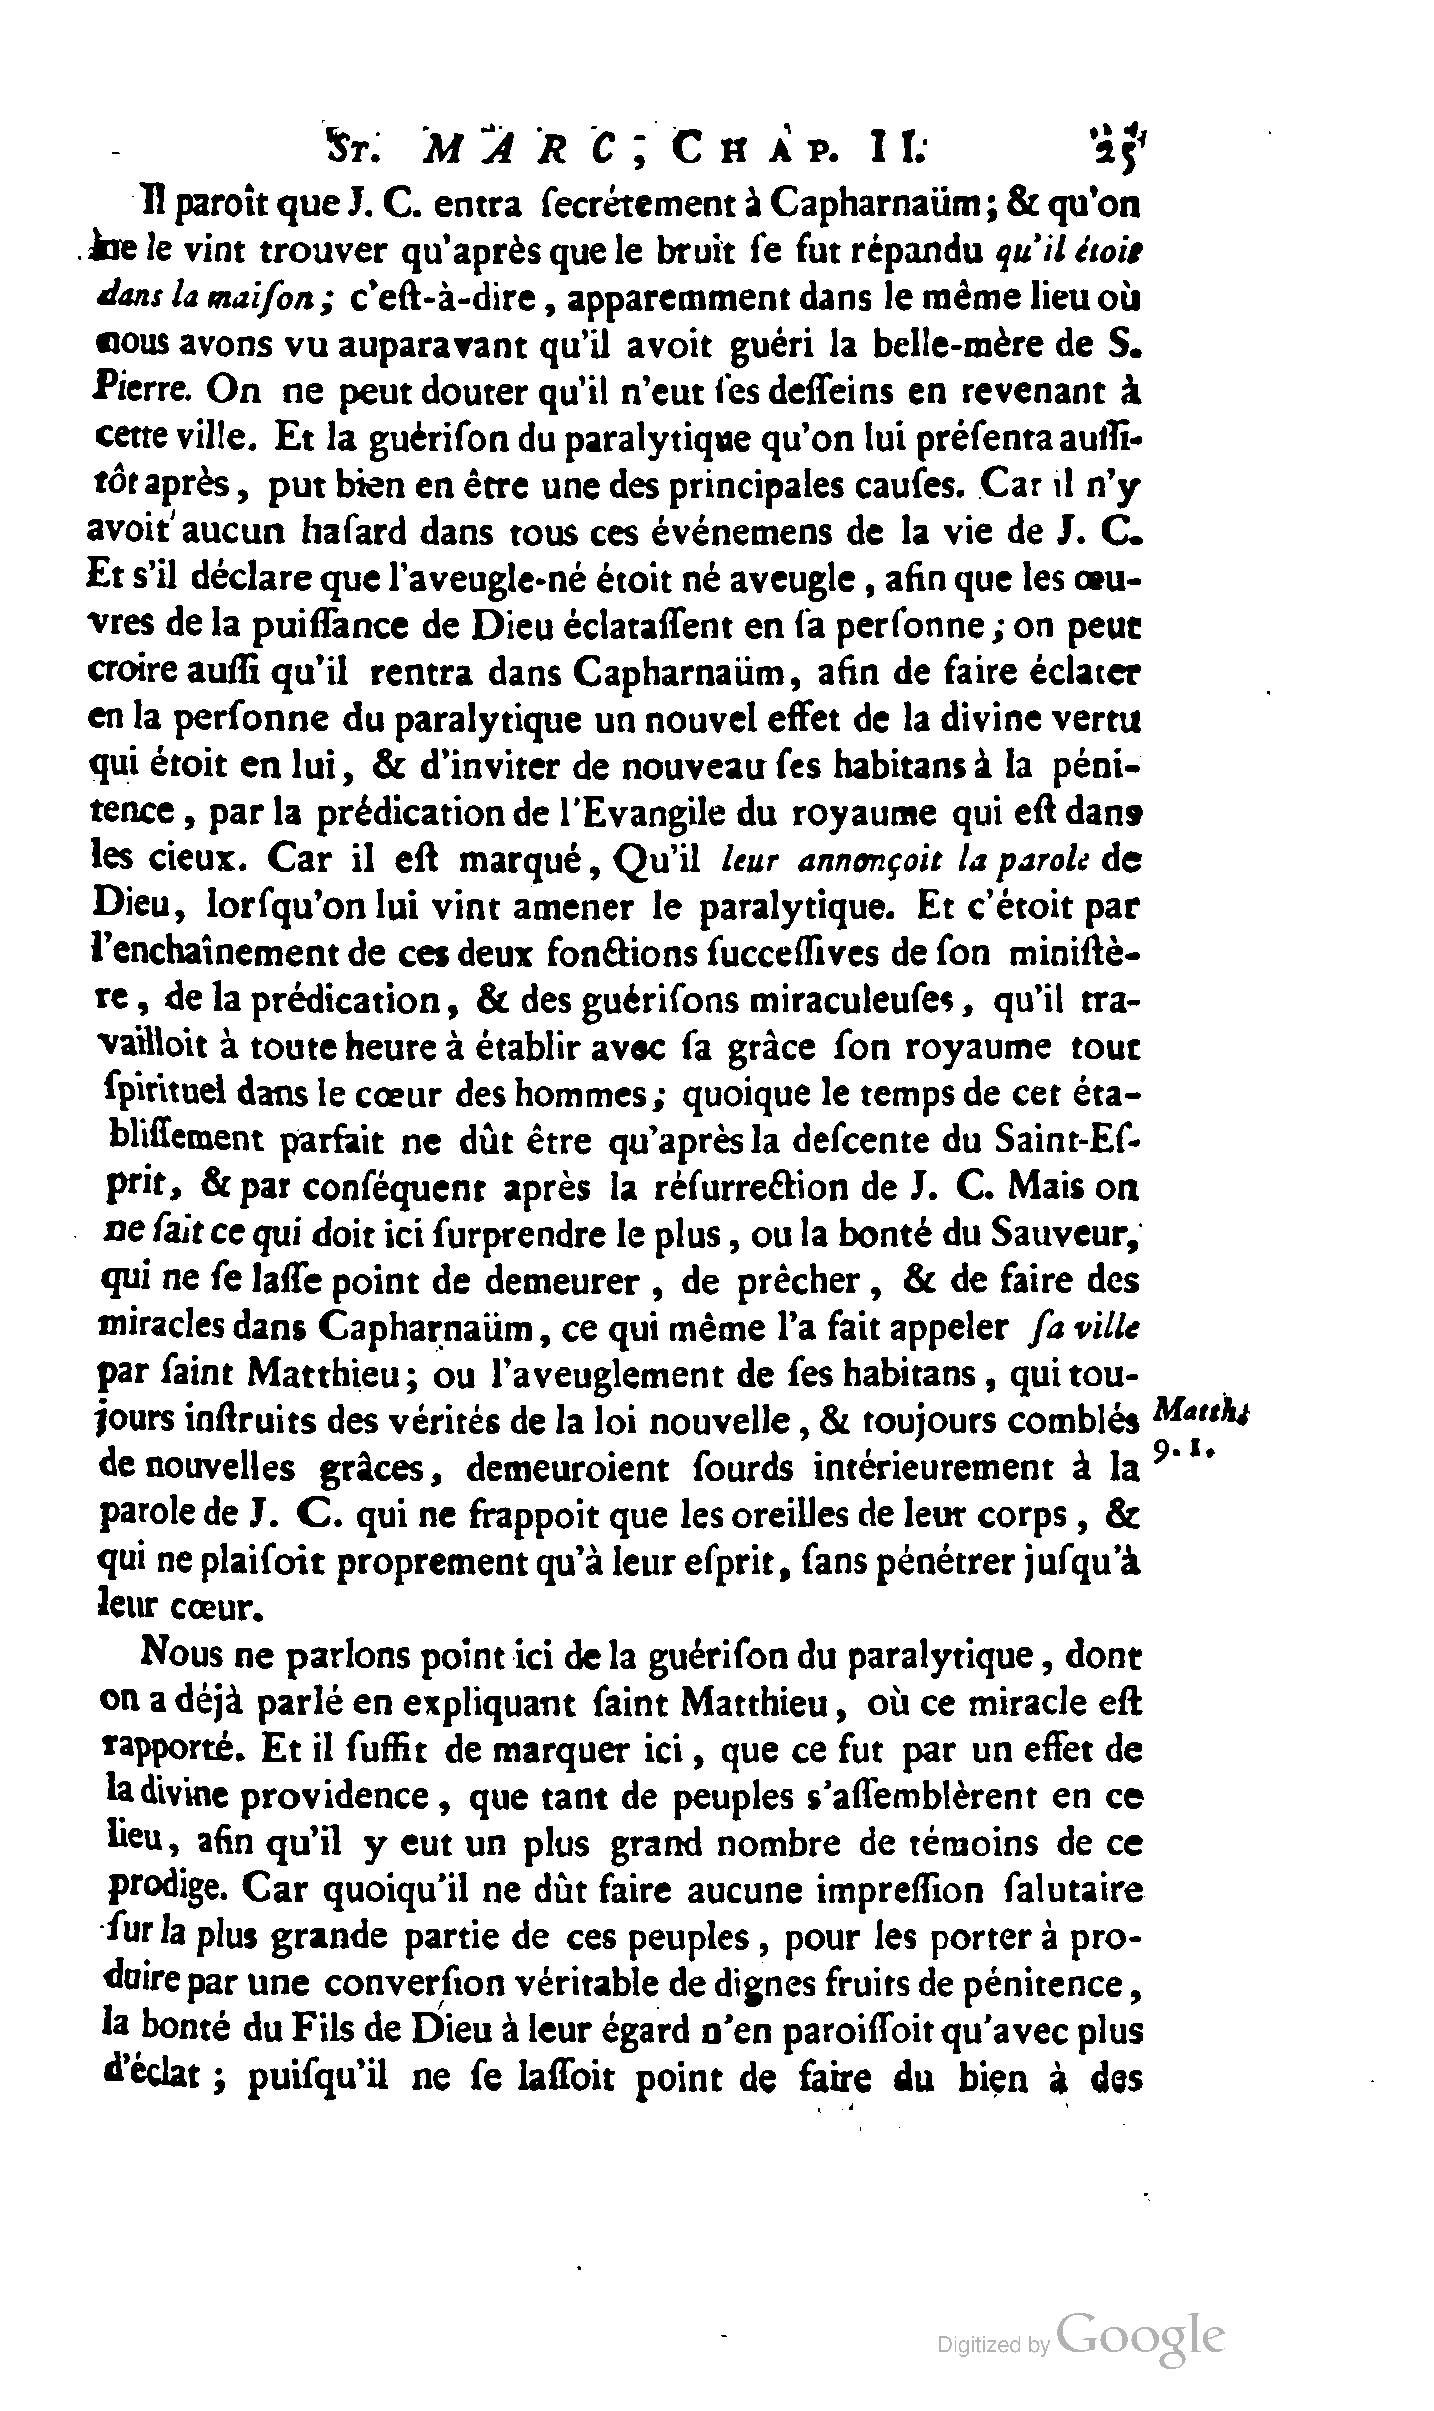 St. MARC, CHAP. II. 25
Il paroît que J. C. entra ſecrétement à Capharnaüm; & qu'on
ne le vint trouver qu'après que le bruit ſe fut répandu qu'il étoit
dans la maiſon; c'eſt-à-dire, apparemment dans le même lieu où
nous avons vu auparavant qu'il avoit guéri la belle-mère de S.
Pierre. On ne peut douter qu'il n'eut ſes deſſeins en revenant à
cette ville. Et la guériſon du paralytique qu'on lui préſenta auſſi-
tôt après, put bien en être une des principales cauſes. Car il n'y
avoit aucun haſard dans tous ces événemens de la vie de J. C.
Et s'il déclare que l'aveugle-né étoit né aveugle, afin que les œu-
vres de la puiſſance de Dieu éclataſſent en ſa perſonne; on peut
croire auſſi qu'il rentra dans Capharnaüm, afin de faire éclater
en la perſonne du paralytique un nouvel effet de la divine vertu
qui étoit en lui, & d'inviter de nouveau ſes habitans à la péni-
tence, par la prédication de l'Evangile du royaume qui eſt dans
les cieux. Car il eſt marqué, Qu'il leur annonçoit la parole de
Dieu, lorſqu'on lui vint amener le paralytique. Et c'étoit par
l'enchaînement de ces deux fonctions ſucceſſives de ſon miniſtè-
re, de la prédication, & des guériſons miraculeuſes, qu'il tra-
vailloit à toute heure à établir avec ſa grâce ſon royaume tout
ſpirituel dans le cœur des hommes; quoique le temps de cet éta-
bliſſement parfait ne dût être qu'après la deſcente du Saint-Eſ-
prit, & par conſéquent après la réſurrection de J. C. Mais on
ne ſait ce qui doit ici ſurprendre le plus, ou la bonté du Sauveur,
qui ne ſe laſſe point de demeurer, de prêcher, & de faire des
miracles dans Capharnaüm, ce qui même l'a fait appeler ſa ville
par ſaint Matthieu; ou l'aveuglement de ſes habitans, qui tou-
jours inſtruits des vérités de la loi nouvelle, & toujours comblés
Matth.
9. 1.
de nouvelles grâces, demeuroient ſourds intérieurement à la
parole de J. C. qui ne frappoit que les oreilles de leur corps, &
qui ne plaiſoit proprement qu'à leur eſprit, ſans pénétrer juſqu'à
leur cœur.
Nous ne parlons point ici de la guériſon du paralytique, dont
on a déjà parlé en expliquant ſaint Matthieu, où ce miracle eſt
rapporté. Et il ſuffit de marquer ici, que ce fut par un effet de
la divine providence, que tant de peuples s'aſſemblèrent en ce
lieu, afin qu'il y eut un plus grand nombre de témoins de ce
prodige. Car quoiqu'il ne dût faire aucune impreſſion ſalutaire
ſur la plus grande partie de ces peuples, pour les porter à pro-
duire par une converſion véritable de dignes fruits de pénitence,
la bonté du Fils de Dieu à leur égard n'en paroiſſoit qu'avec plus
d'éclat; puiſqu'il ne ſe laſſoit point de faire du bien à des
Digitized by Google